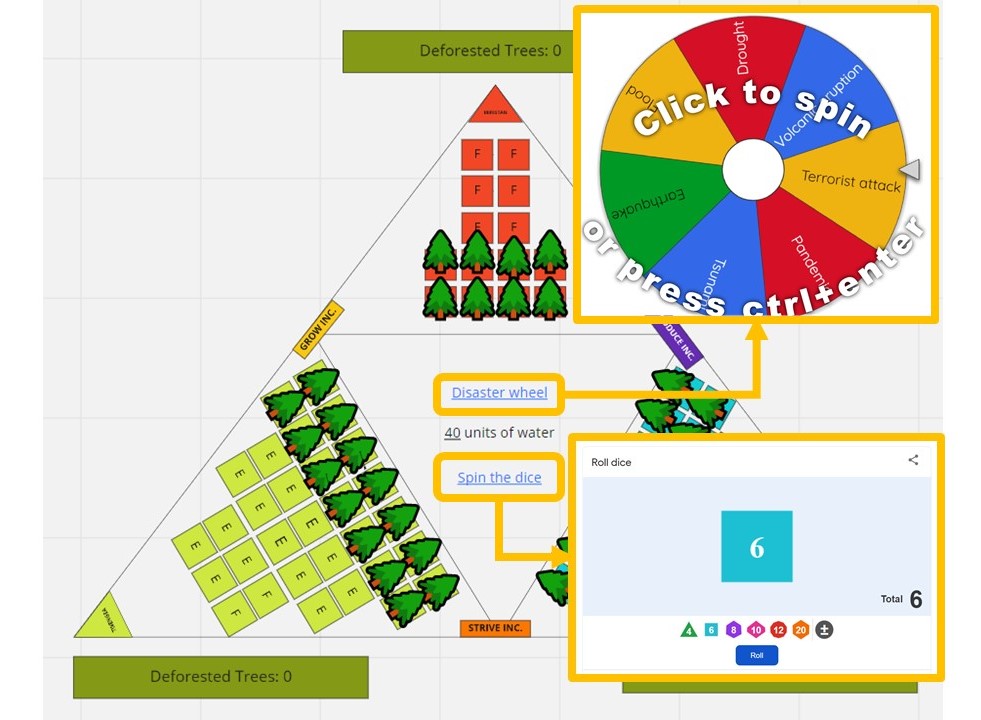 Deforested Trees: 0
Drought
Volcanic eruption
Flood
Click to spin
Terrorist attack
Earthquake
Pandemic
Tsunami
or press ctrl+enter
F F
F F
F F
GROW INC.
DUCE INC.
Disaster wheel
40 units of water
Spin the dice
Roll dice
6
Total 6
4 6 8 10 12 20 ±
Roll
E E
E E E
E E E
E E E
E E E
F F E E
STRIVE INC.
Deforested Trees: 0